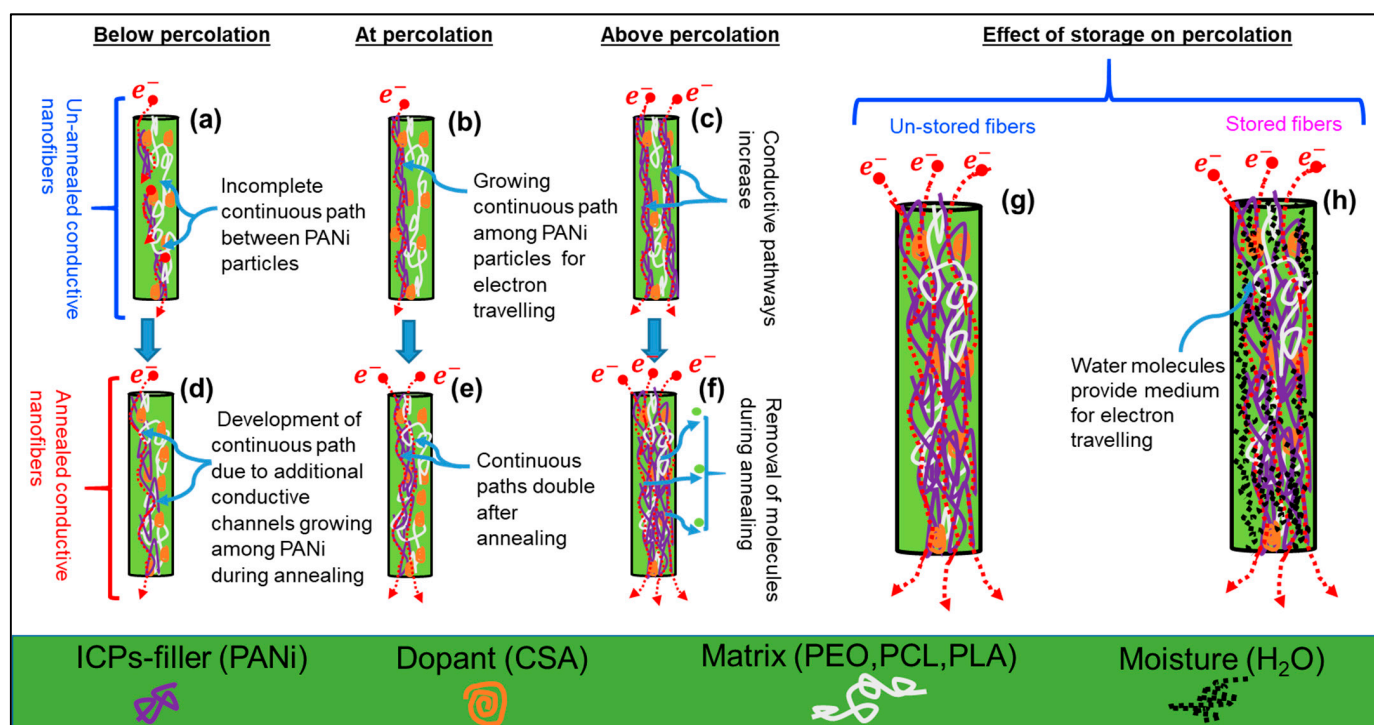 Below percolation
At percolation
Above percolation
Effect of storage on percolation
Un-annealed conductive
nanofibers
e⁻
(a)
Incomplete
continuous path
between PANi
particles
e⁻
(b)
Growing
continuous path
among PANi
particles for
electron
travelling
e⁻ e⁻
(c)
Conductive pathways
increase
Annealed conductive
nanofibers
e⁻
(d)
Development of
continuous path
due to additional
conductive
channels growing
among PANi
during annealing
e⁻ e⁻
(e)
Continuous
paths double
after
annealing
e⁻ e⁻ e⁻
(f)
Removal of molecules
during annealing
Un-stored fibers
e⁻ e⁻ e⁻
(g)
Stored fibers
e⁻ e⁻ e⁻
(h)
Water molecules
provide medium
for electron
travelling
ICPs-filler (PANi)
Dopant (CSA)
Matrix (PEO,PCL,PLA)
Moisture (H₂O)